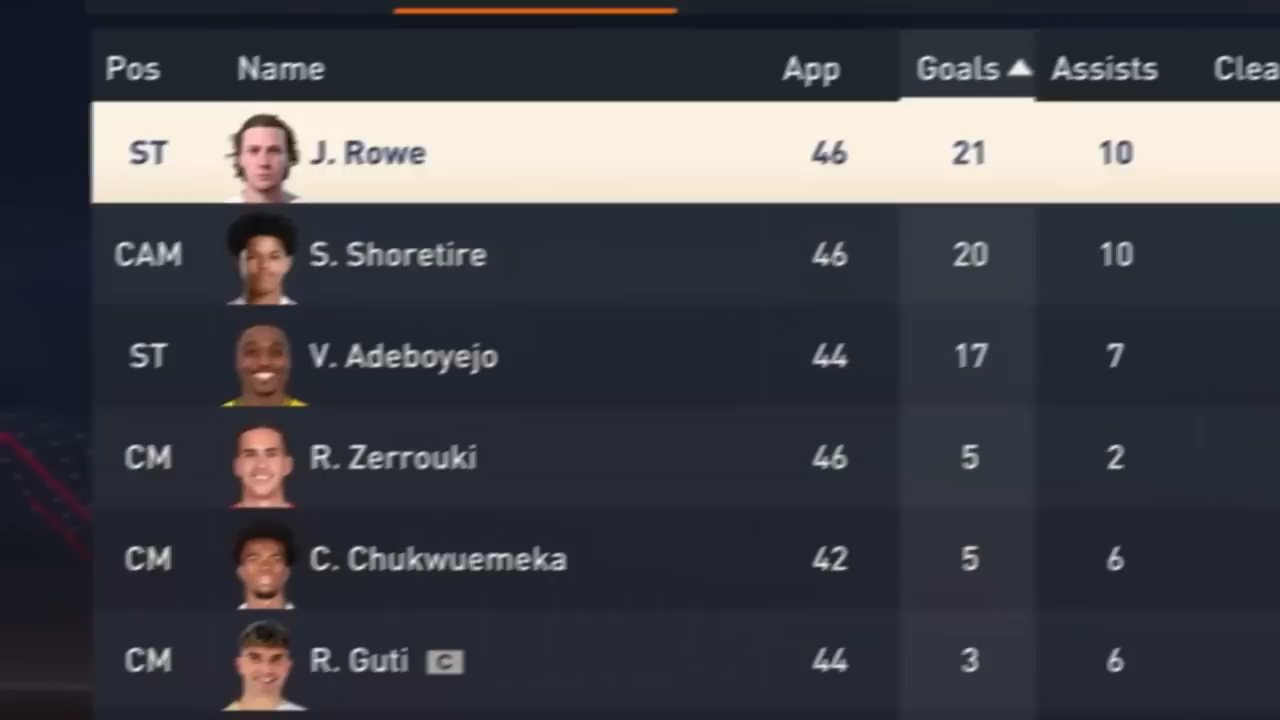 Pos Name App Goals Assists Clea
ST J. Rowe 46 21 10
CAM S. Shoretire 46 20 10
ST V. Adeboyejo 44 17 7
CM R. Zerrouki 46 5 2
CM C. Chukwuemeka 42 5 6
CM R. Guti C 44 3 6